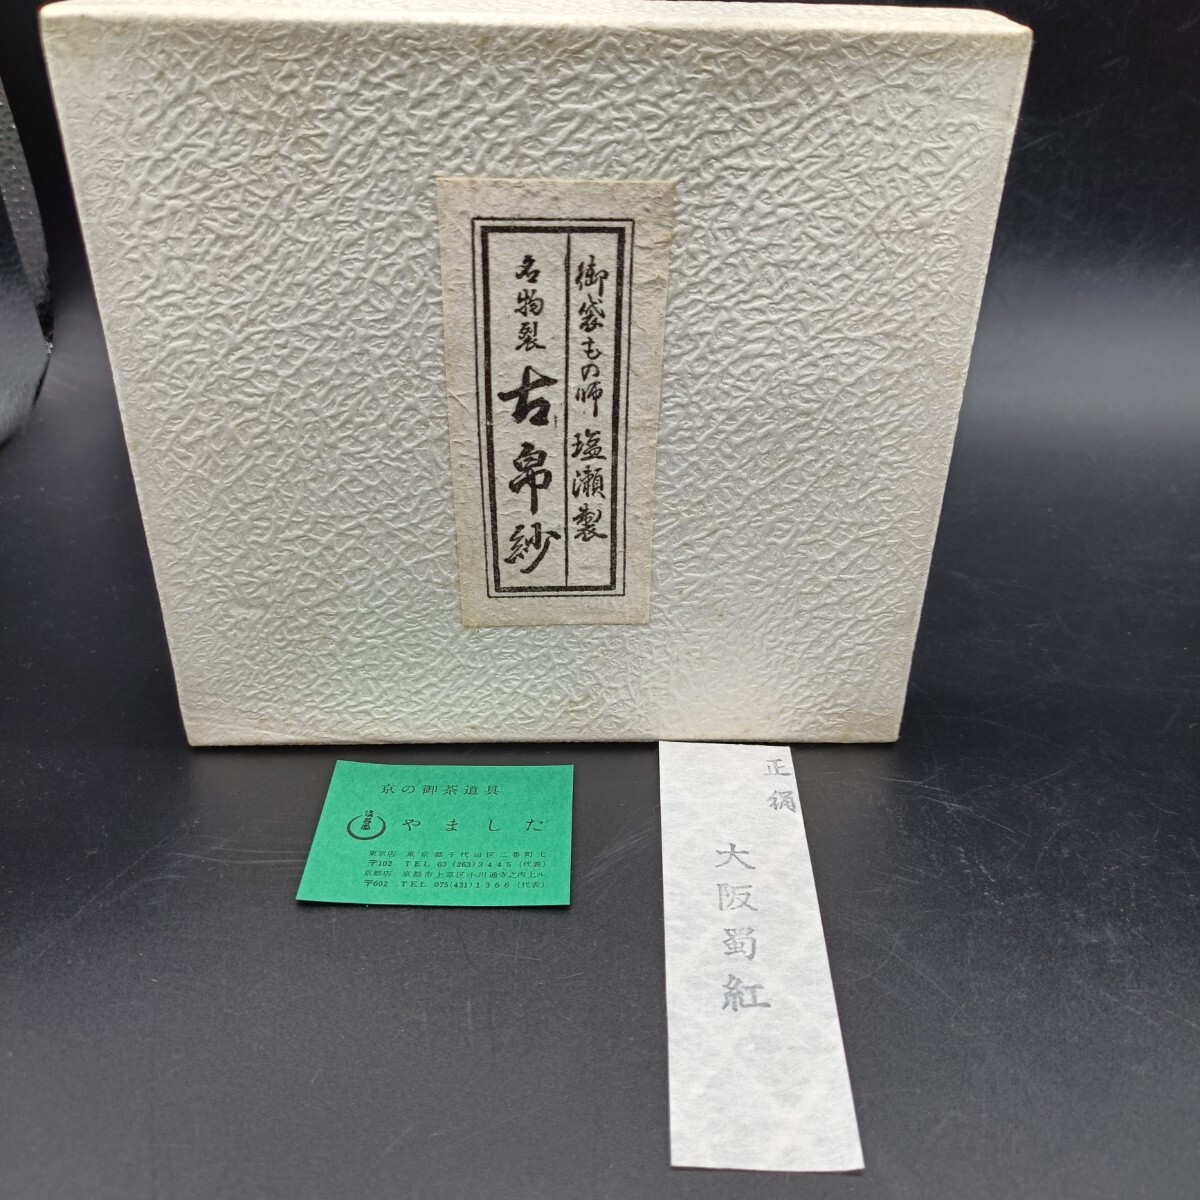 御袋もの師 塩瀬製
名物裂 古帛紗
京の御茶道具
やました
東京店 東京都千代田区二番町七
〒102 TEL 03 (263) 3445 (代表)
京都店 京都市上京区小川通寺之内上ル
〒602 TEL 075 (431) 1366 (代表)
正絹
大阪蜀紅